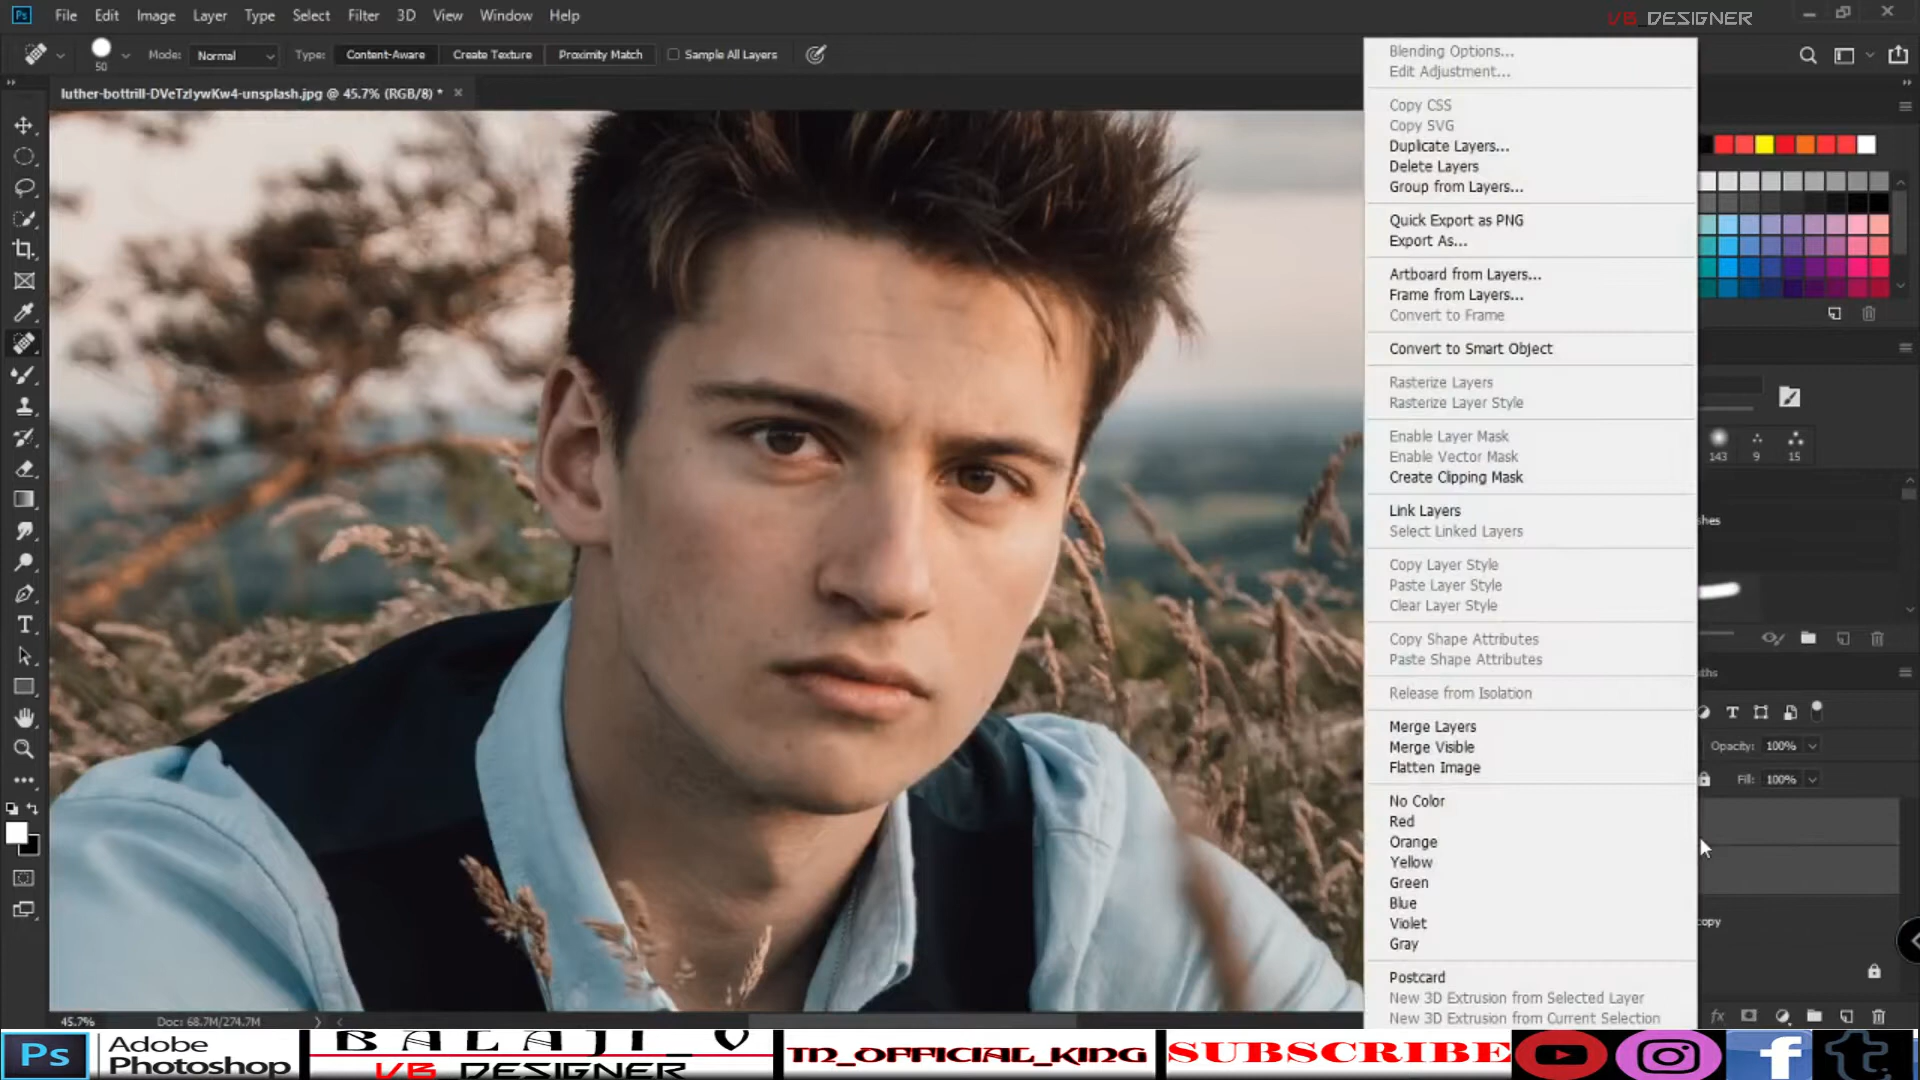 Ps File Edit Image Layer Type Select Filter 3D View Window Help
VB_DESIGNER
50 Mode: Normal Type: Content-Aware Create Texture Proximity Match Sample All Layers
luther-bottrill-DVeTzIywKw4-unsplash.jpg @ 45.7% (RGB/8) *
Blending Options...
Edit Adjustment...
Copy CSS
Copy SVG
Duplicate Layers...
Delete Layers
Group from Layers...
Quick Export as PNG
Export As...
Artboard from Layers...
Frame from Layers...
Convert to Frame
Convert to Smart Object
Rasterize Layers
Rasterize Layer Style
Enable Layer Mask
Enable Vector Mask
Create Clipping Mask
Link Layers
Select Linked Layers
Copy Layer Style
Paste Layer Style
Clear Layer Style
Copy Shape Attributes
Paste Shape Attributes
Release from Isolation
Merge Layers
Merge Visible
Flatten Image
No Color
Red
Orange
Yellow
Green
Blue
Violet
Gray
Postcard
New 3D Extrusion from Selected Layer
New 3D Extrusion from Current Selection
143 9 15
shes
ths
Opacity: 100%
Fill: 100%
copy
fx
45.7% Doc: 68.7M/274.7M
Ps Adobe
Photoshop
BALAJI_V
VB_DESIGNER
TN_OFFICIAL_KING
SUBSCRIBE